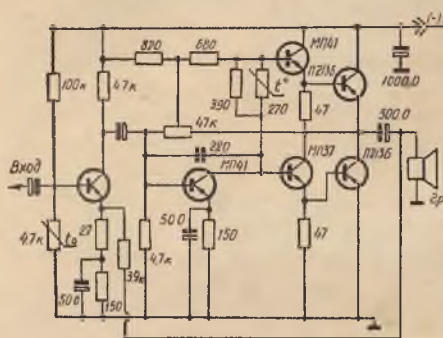 (-)
МП41
820
680
П213Б
100к
4.7к
390
t°
270
1000,0
47к
47
500.0
220
Вход
МП41
МП37
П213Б
Гр
27
4,7к
t°
50.0
3.9к
4,7к
150
47
50.0
150